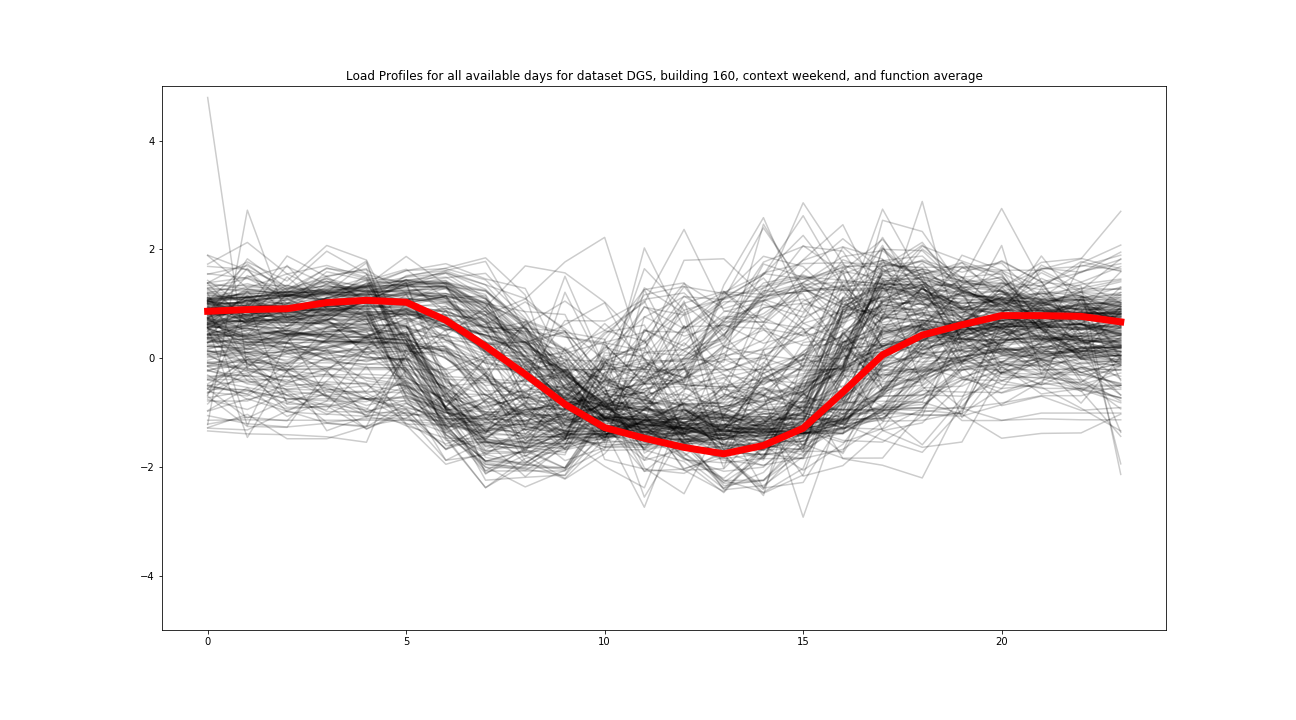 Load Profiles for all available days for dataset DGS, building 160, context weekend, and function average
4
2
0
−2
−4
0 5 10 15 20